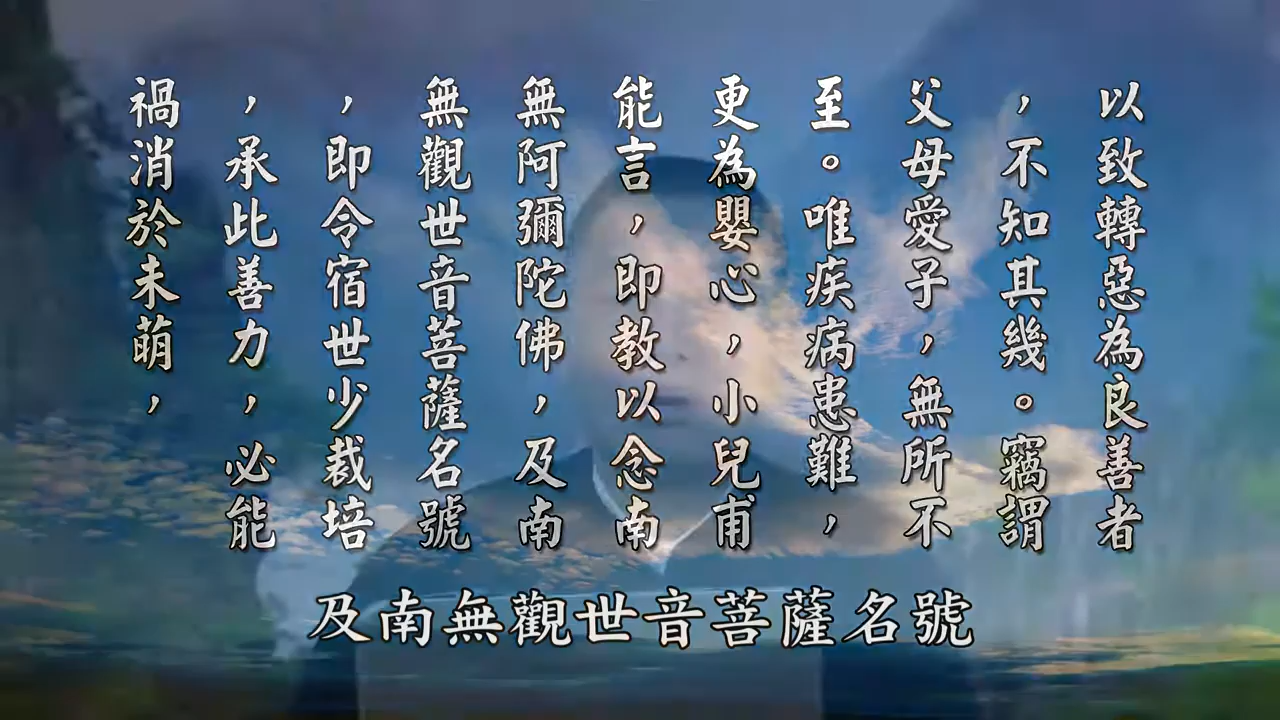 以致轉惡為良善者
，不知其幾。竊謂
父母愛子，無所不
至。唯疾病患難，
更為嬰心，小兒甫
能言，即教以念南
無阿彌陀佛，及南
無觀世音菩薩名號
，即令宿世少裁培
，承此善力，必能
禍消於未萌，
及南無觀世音菩薩名號